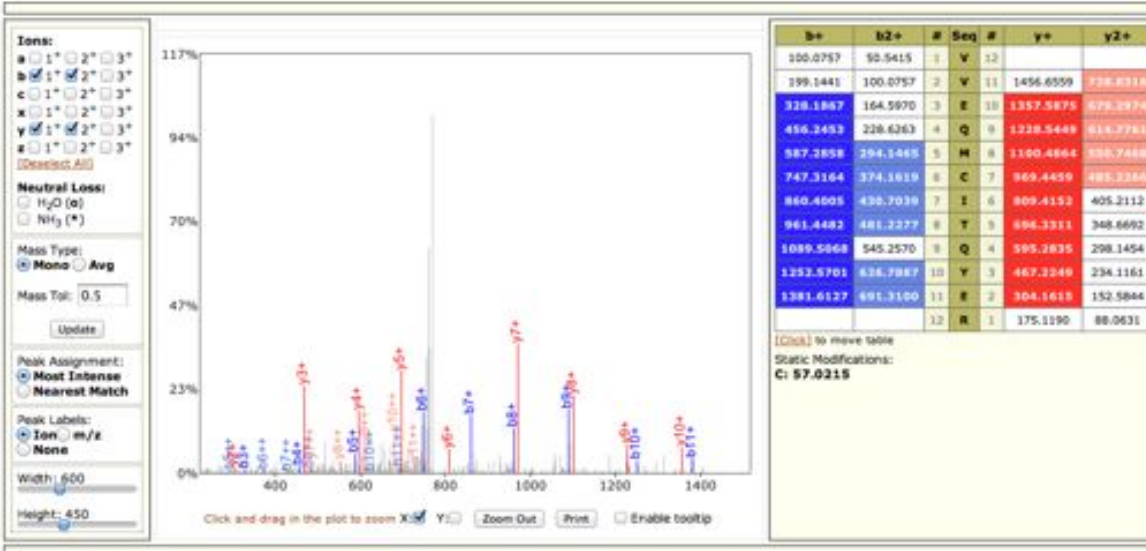 Ions:
a 1+ 2+ 3+
b 1+ 2+ 3+
c 1+ 2+ 3+
x 1+ 2+ 3+
y 1+ 2+ 3+
z 1+ 2+ 3+
[Deselect All]
Neutral Loss:
H2O (o)
NH3 (*)
Mass Type:
Mono Avg
Mass Tol: 0.5
Update
Peak Assignment:
Most Intense
Nearest Match
Peak Labels:
Ion m/z
None
Width: 600
Height: 450
117%
94%
70%
47%
23%
0%
400 600 800 1000 1200 1400
b3+
b6++
b7++
b4+
y3+
b5+
y4+
y5+
b6+
y6+
b7+
b8+
y7+
b9+
y8+
y9+
b10+
y10+
b11+
Click and drag in the plot to zoom X: Y: Zoom Out Print Enable tooltip
b+ b2+ # Seq # y+ y2+
100.0757 50.5415 1 V 12
199.1441 100.0757 2 V 11 1456.6559
328.1867 164.5970 3 E 10 1357.5875 679.2974
456.2453 228.6263 4 Q 9 1228.5449 614.7761
587.2858 294.1465 5 M 8 1100.4864
747.3164 374.1619 6 C 7 969.4459
860.4005 430.7039 7 I 6 809.4152 405.2112
961.4482 481.2277 8 T 5 696.3311 348.6692
1089.5068 545.2570 9 Q 4 595.2835 298.1454
1252.5701 626.7887 10 Y 3 467.2249 234.1161
1381.6127 691.3100 11 E 2 304.1615 152.5844
12 R 1 175.1190 88.0631
[Click] to move table
Static Modifications:
C: 57.0215